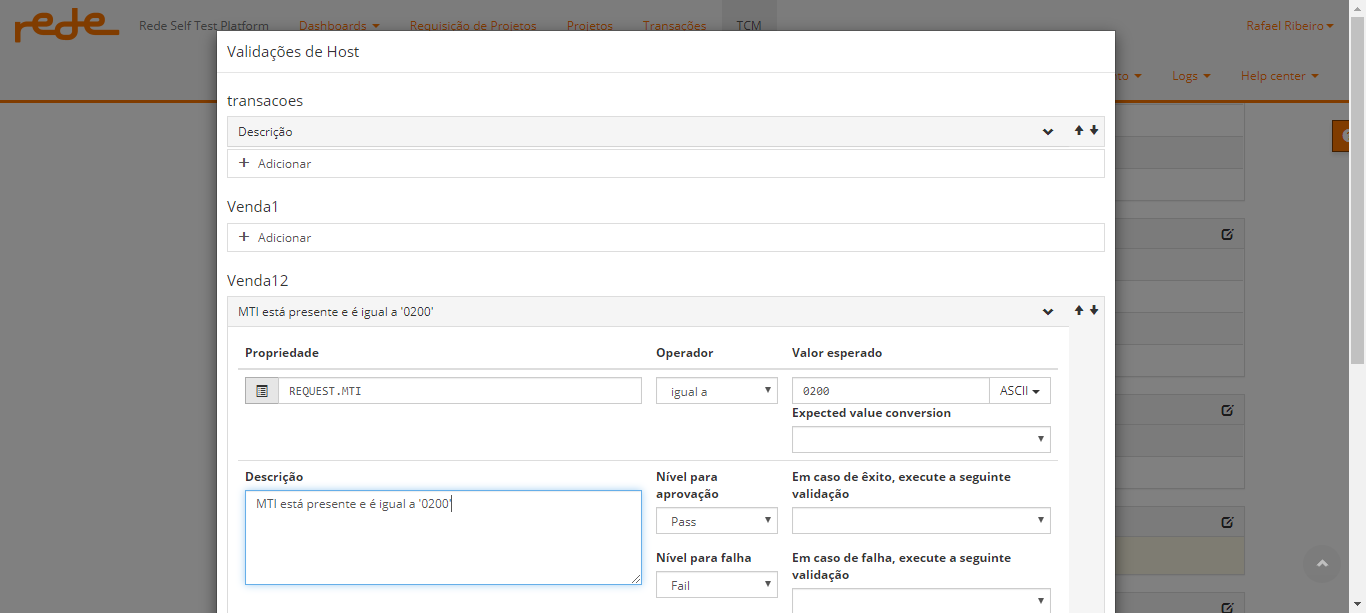 rede
Rede Self Test Platform Dashboards Requisição de Projetos Projetos Transações TCM Rafael Ribeiro
Logs Help center
Validações de Host
transacoes
Descrição
+ Adicionar
Venda1
+ Adicionar
Venda12
MTI está presente e é igual a '0200'
Propriedade Operador Valor esperado
REQUEST.MTI igual a 0200 ASCII
Expected value conversion
Descrição Nível para Em caso de êxito, execute a seguinte
aprovação validação
MTI está presente e é igual a '0200'
Pass
Nível para falha Em caso de falha, execute a seguinte
validação
Fail